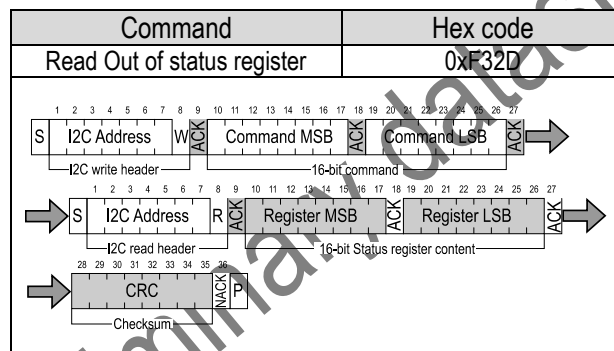 Command Hex code
Read Out of status register 0xF32D
1 2 3 4 5 6 7 8 9 10 11 12 13 14 15 16 17 18 19 20 21 22 23 24 25 26 27
S I2C Address W ACK Command MSB ACK Command LSB ACK
I2C write header 16-bit command
1 2 3 4 5 6 7 8 9 10 11 12 13 14 15 16 17 18 19 20 21 22 23 24 25 26 27
S I2C Address R ACK Register MSB ACK Register LSB ACK
I2C read header 16-bit Status register content
28 29 30 31 32 33 34 35 36
CRC NACK P
Checksum